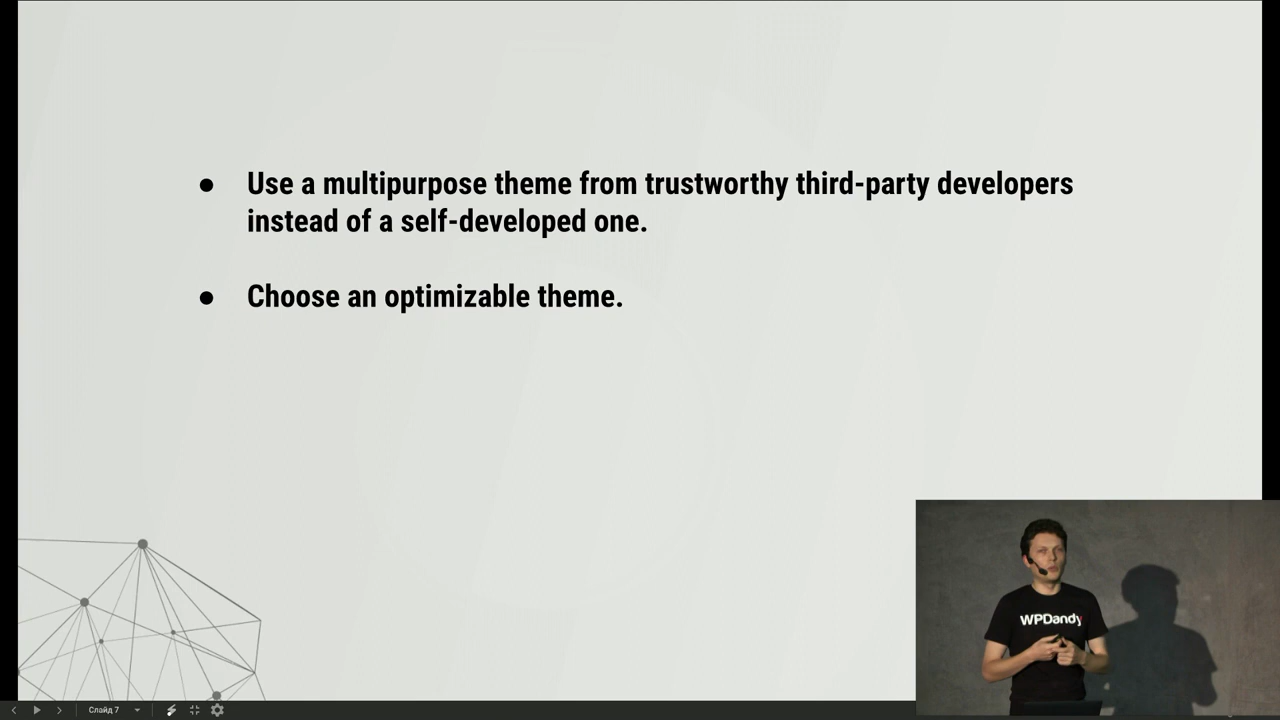 ● Use a multipurpose theme from trustworthy third-party developers
instead of a self-developed one.
● Choose an optimizable theme.
WPDandy
Слайд 7